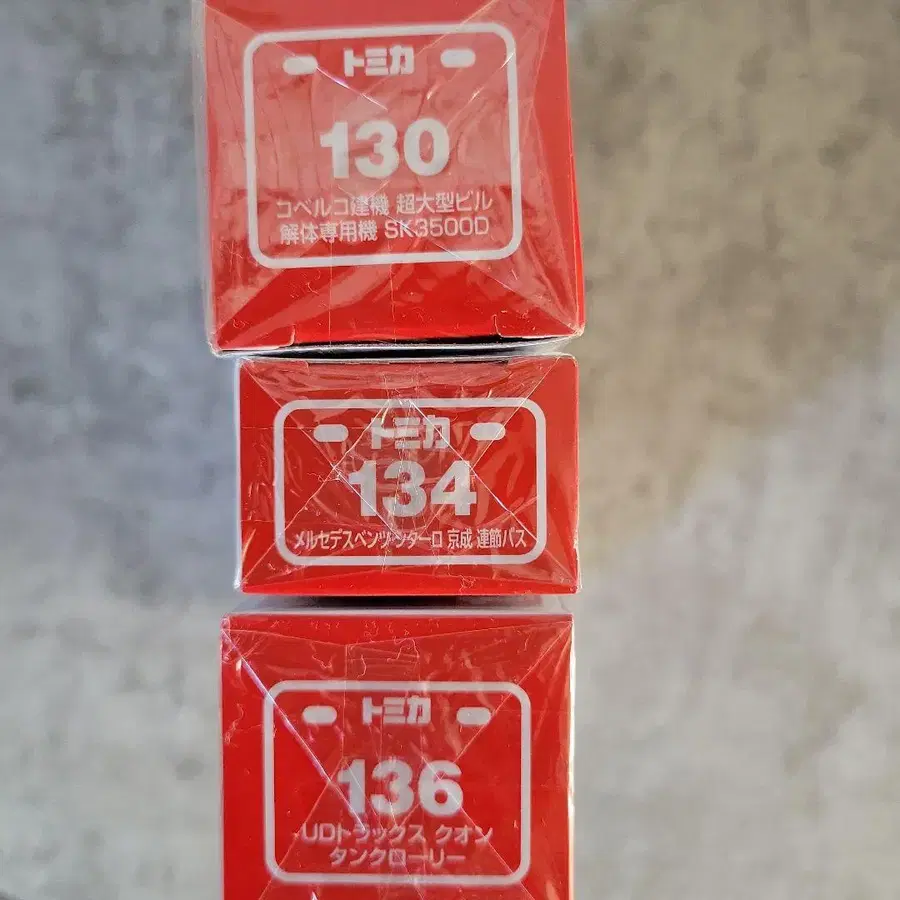 トミカ
130
コベルコ建機 超大型ビル
解体専用機 SK3500D
トミカ
134
メルセデスベンツ シターロ 京成 連節バス
トミカ
136
UDトラックス クオン
タンクローリー